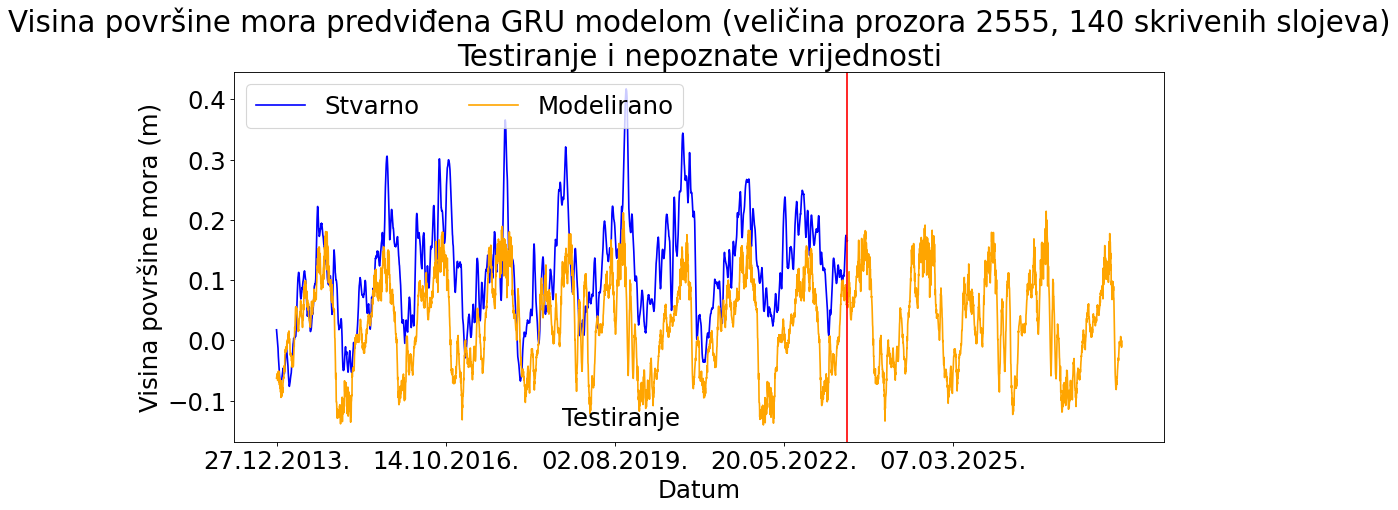 Visina površine mora predviđena GRU modelom (veličina prozora 2555, 140 skrivenih slojeva)
Testiranje i nepoznate vrijednosti
Stvarno
Modelirano
Visina površine mora (m)
0.4
0.3
0.2
0.1
0.0
−0.1
Testiranje
27.12.2013.
14.10.2016.
02.08.2019.
20.05.2022.
07.03.2025.
Datum